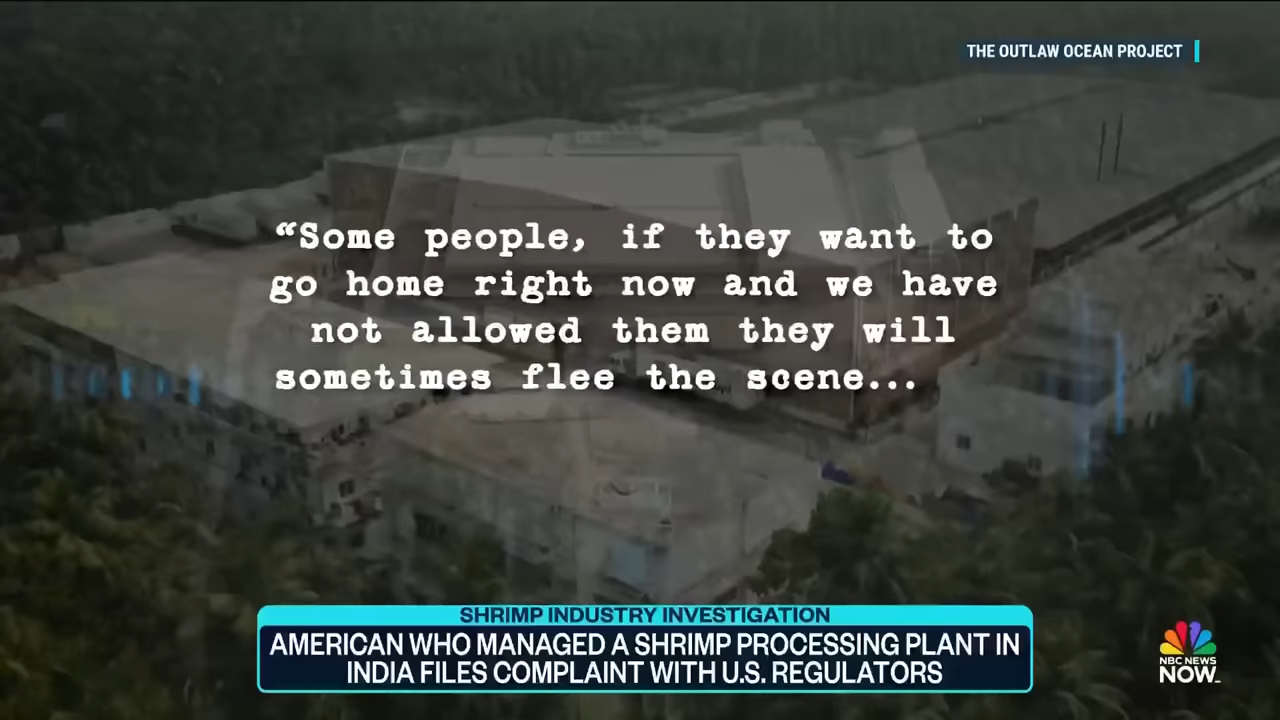 THE OUTLAW OCEAN PROJECT
“Some people, if they want to
go home right now and we have
not allowed them they will
sometimes flee the scene...
SHRIMP INDUSTRY INVESTIGATION
AMERICAN WHO MANAGED A SHRIMP PROCESSING PLANT IN
INDIA FILES COMPLAINT WITH U.S. REGULATORS
NBC NEWS
NOW